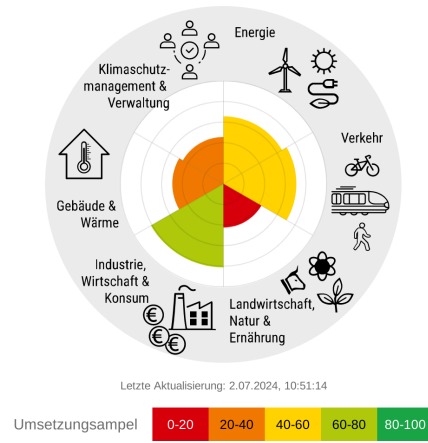 Energie
Klimaschutz-
management &
Verwaltung
Verkehr
Gebäude &
Wärme
Industrie,
Wirtschaft &
Konsum
Landwirtschaft,
Natur &
Ernährung
€
€
€
Letzte Aktualisierung: 2.07.2024, 10:51:14
Umsetzungsampel 0-20 20-40 40-60 60-80 80-100